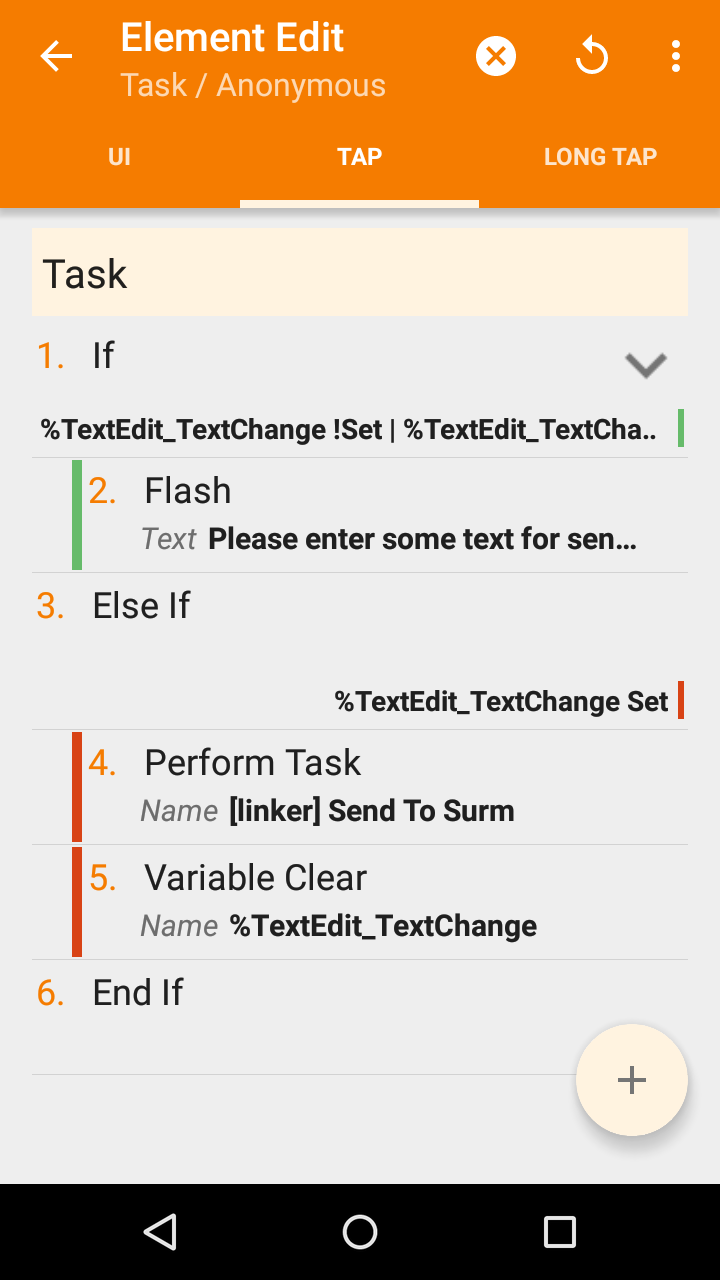 Element Edit
Task / Anonymous
UI
TAP
LONG TAP
Task
1. If
%TextEdit_TextChange !Set | %TextEdit_TextCha..
2. Flash
Text Please enter some text for sen...
3. Else If
%TextEdit_TextChange Set
4. Perform Task
Name [linker] Send To Surm
5. Variable Clear
Name %TextEdit_TextChange
6. End If